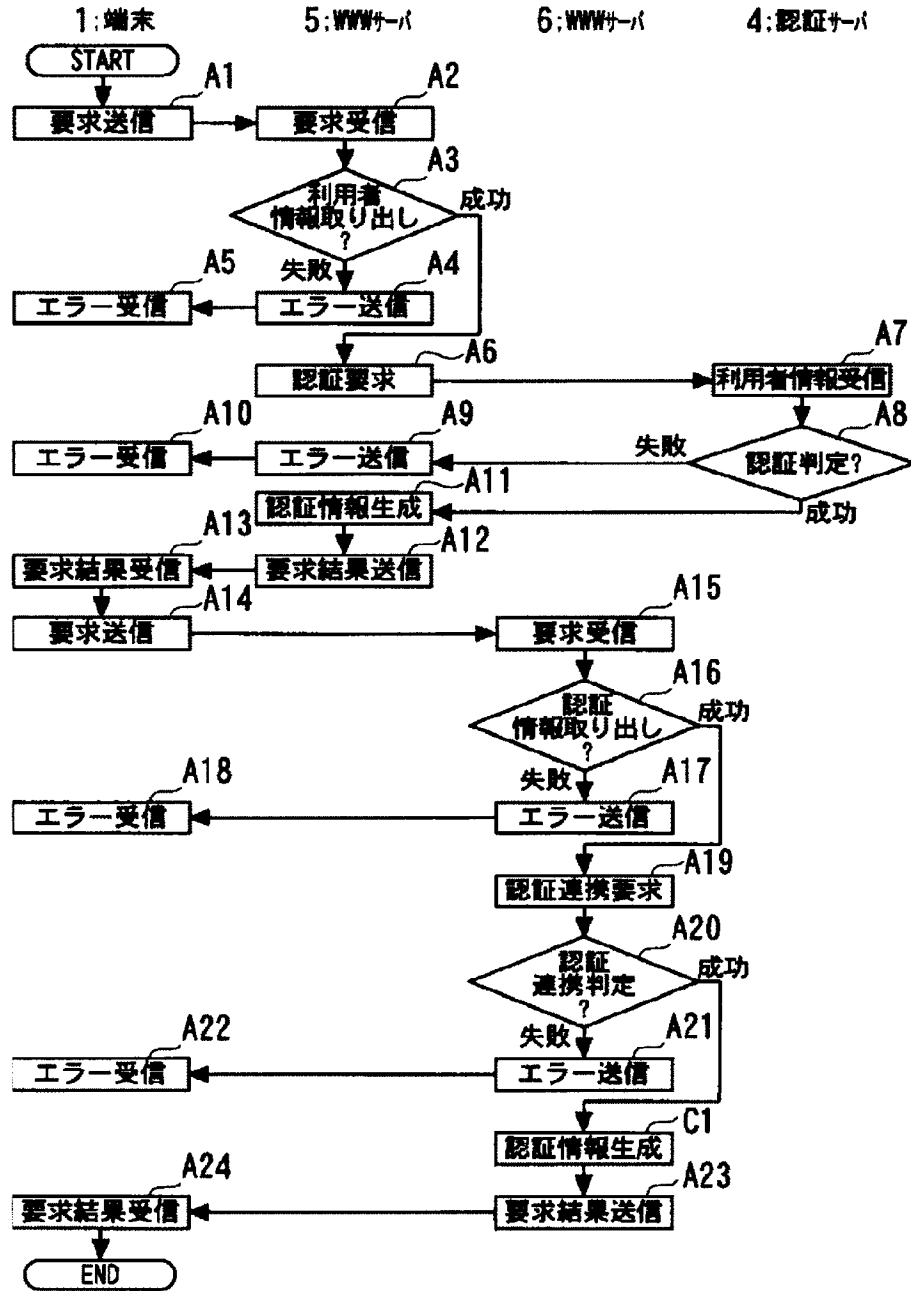 1;端末
5;WWWサーバ
6;WWWサーバ
4;認証サーバ
START
A1
A2
要求送信
要求受信
A3
利用者
情報取り出し
?
成功
失敗
A5
A4
エラー受信
エラー送信
A6
A7
認証要求
利用者情報受信
A8
A10
A9
失敗
エラー受信
エラー送信
認証判定?
A11
認証情報生成
成功
A13
A12
要求結果受信
要求結果送信
A14
A15
要求送信
要求受信
A16
認証
情報取り出し
?
成功
失敗
A18
A17
エラー受信
エラー送信
A19
認証連携要求
A20
認証
連携判定
?
成功
失敗
A22
A21
エラー受信
エラー送信
C1
認証情報生成
A24
A23
要求結果受信
要求結果送信
END